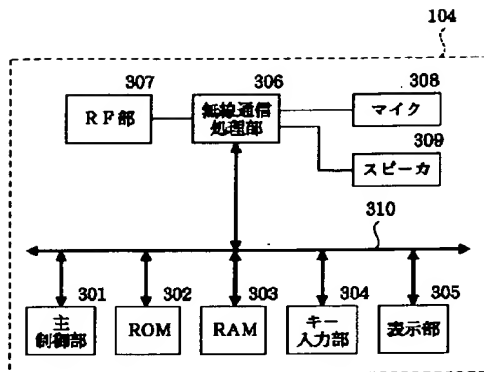 104
307
306
308
RF部
無線通信
処理部
マイク
309
スピーカ
310
301
302
303
304
305
主
制御部
ROM
RAM
キー
入力部
表示部